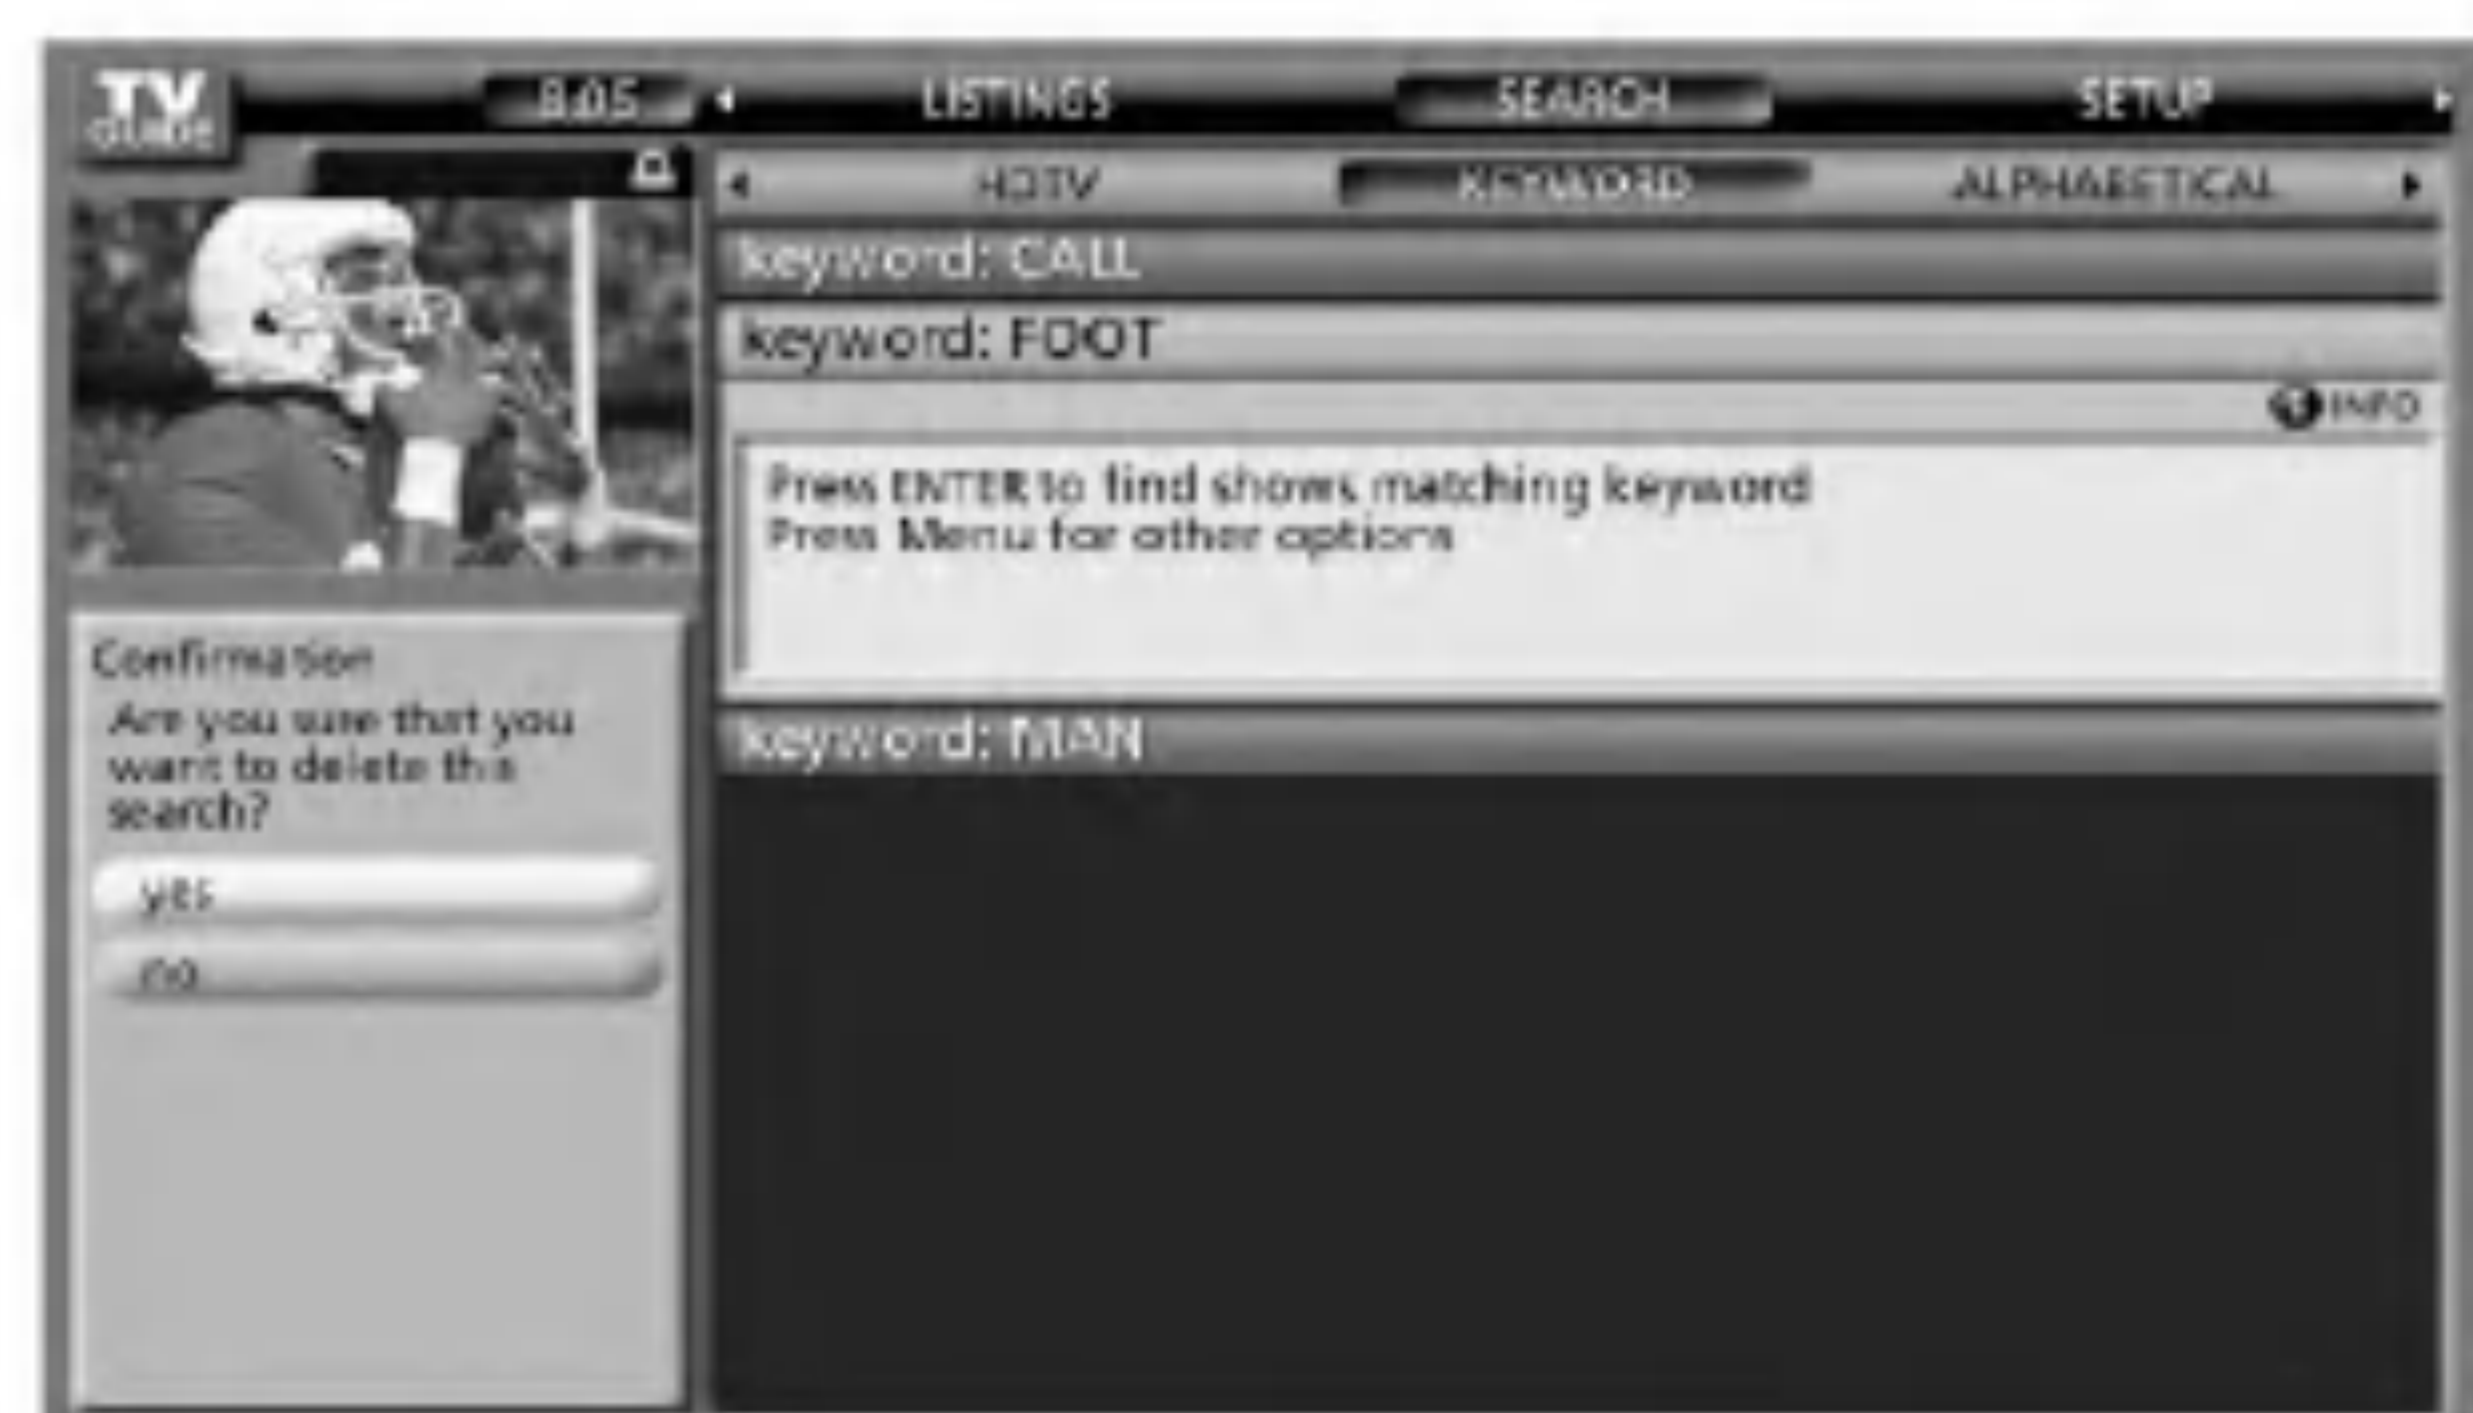 TV
GUIDE
8:05
LISTINGS
SEARCH
SETUP
HDTV
KEYWORD
ALPHABETICAL
keyword: CALL
keyword: FOOT
INFO
Press ENTER to find shows matching keyword
Press Menu for other options
keyword: MAN
Confirmation
Are you sure that you
want to delete this
search?
yes
no